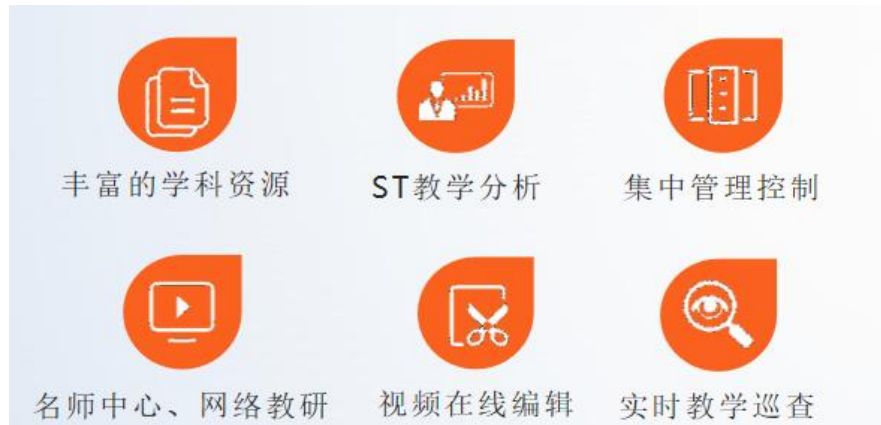 丰富的学科资源
ST教学分析
集中管理控制
名师中心、网络教研
视频在线编辑
实时教学巡查